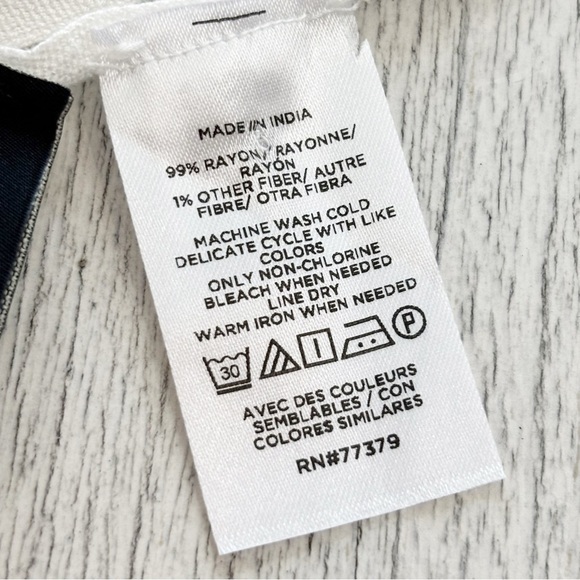 MADE IN INDIA
99% RAYON/ RAYONNE/
RAYÓN
1% OTHER FIBER/ AUTRE
FIBRE/ OTRA FIBRA
MACHINE WASH COLD
DELICATE CYCLE WITH LIKE
COLORS
ONLY NON-CHLORINE
BLEACH WHEN NEEDED
LINE DRY
WARM IRON WHEN NEEDED
30 P
AVEC DES COULEURS
SEMBLABLES / CON
COLORES SIMILARES
RN#77379